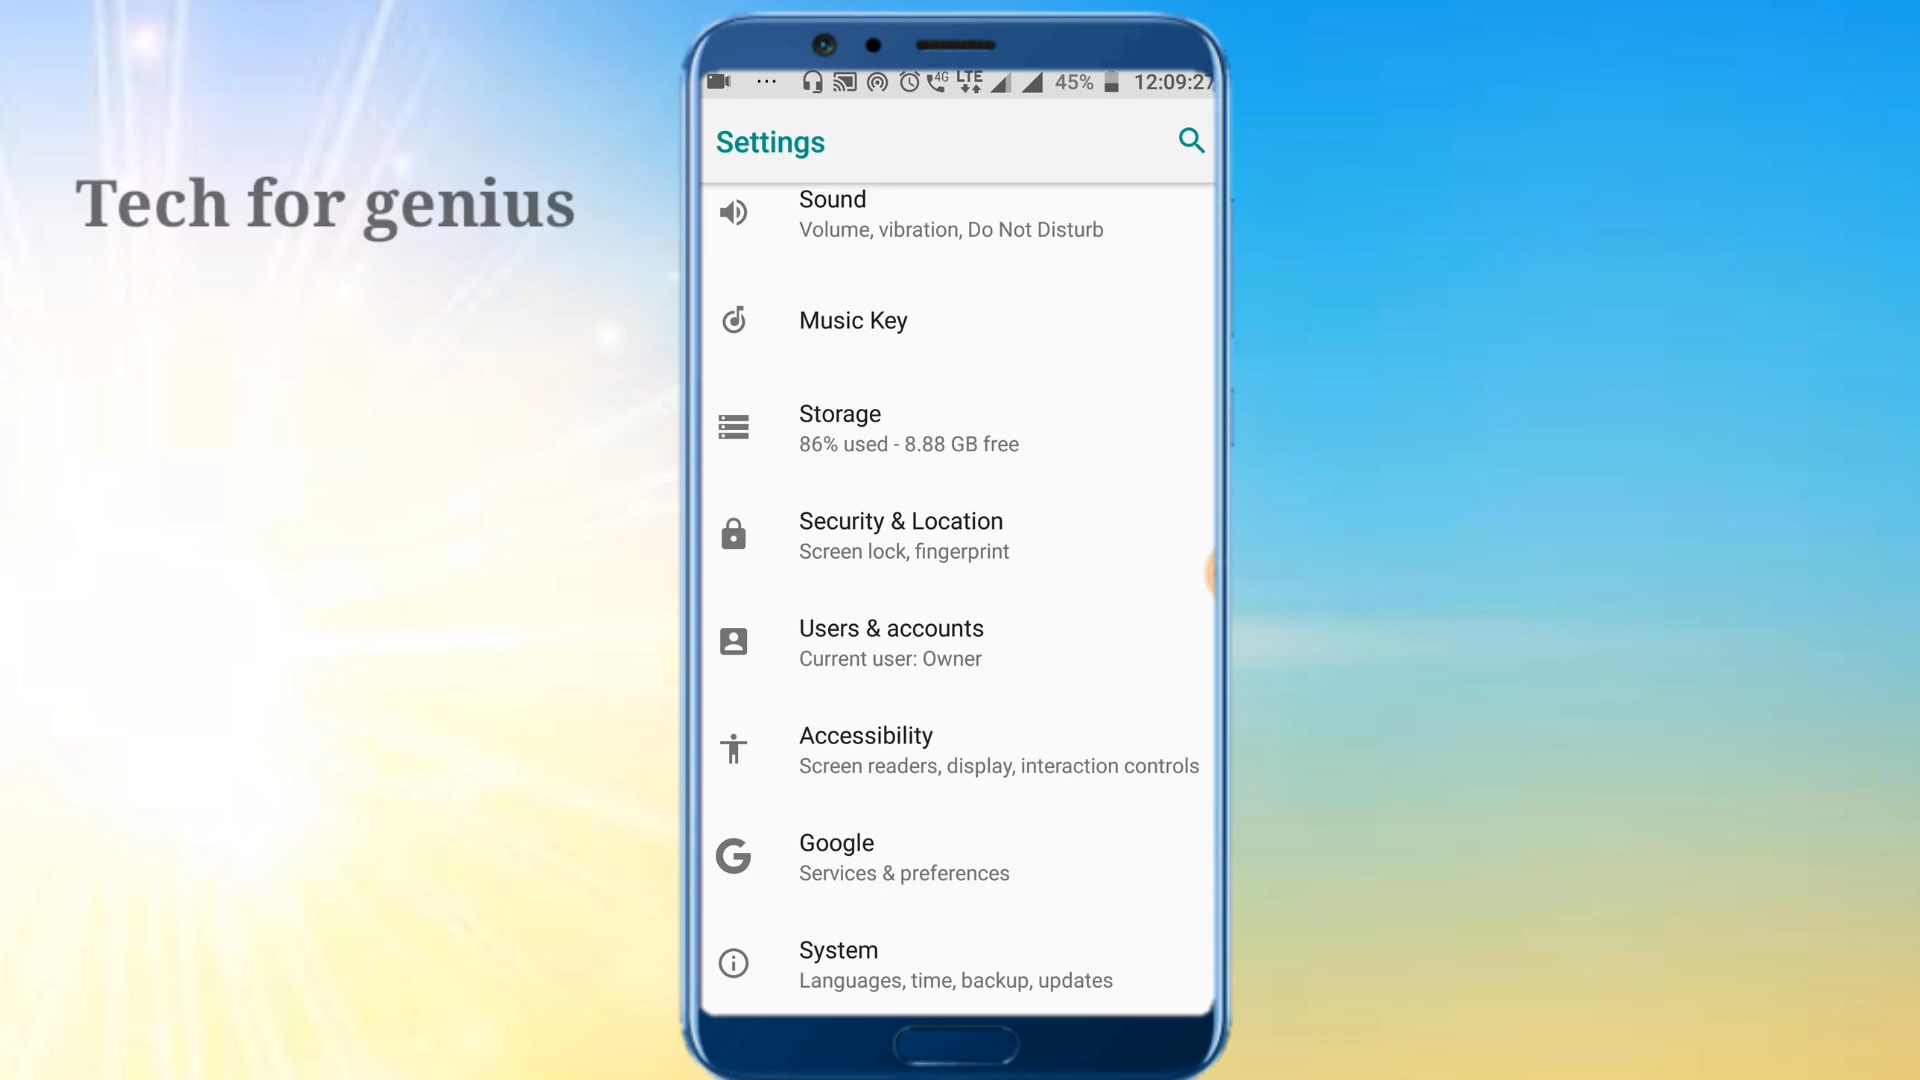 Tech for genius
... 4G LTE 45% 12:09:27
Settings
Sound
Volume, vibration, Do Not Disturb
Music Key
Storage
86% used - 8.88 GB free
Security & Location
Screen lock, fingerprint
Users & accounts
Current user: Owner
Accessibility
Screen readers, display, interaction controls
Google
Services & preferences
System
Languages, time, backup, updates